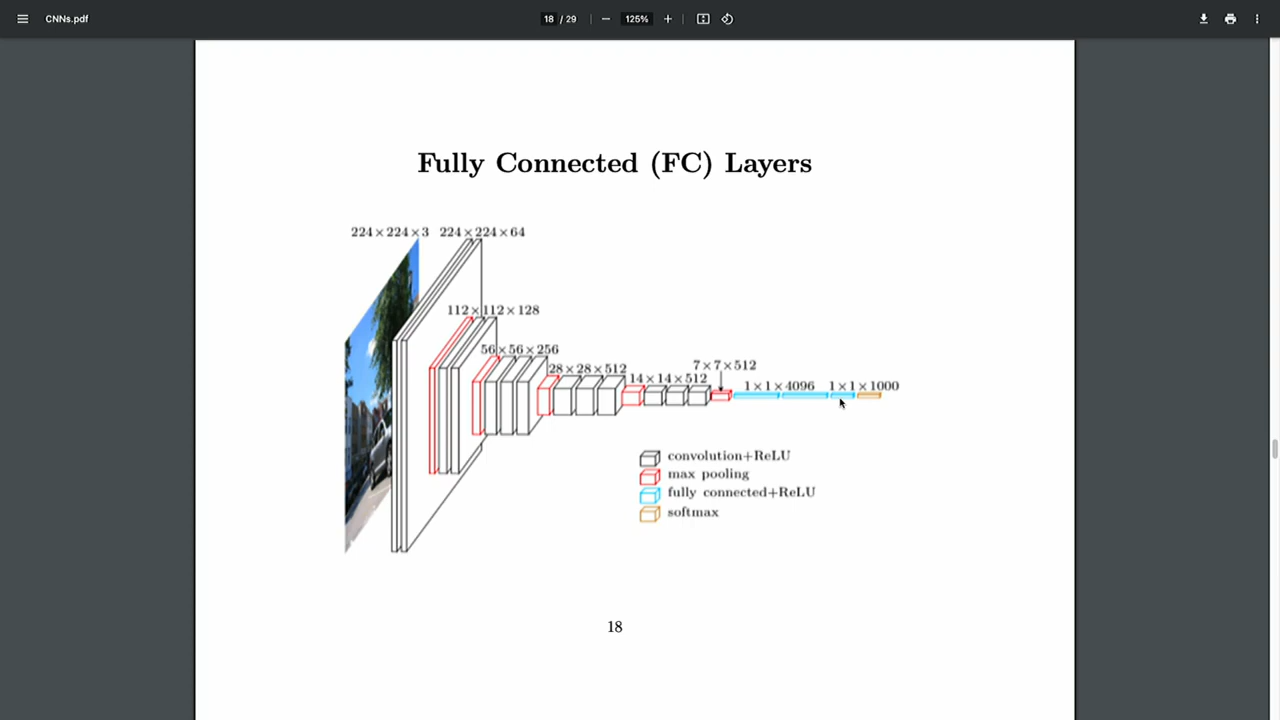 CNNs.pdf
18 / 29
125%
Fully Connected (FC) Layers
224×224×3 224×224×64
112×112×128
56×56×256
28×28×512
14×14×512
7×7×512
1×1×4096
1×1×1000
convolution+ReLU
max pooling
fully connected+ReLU
softmax
18